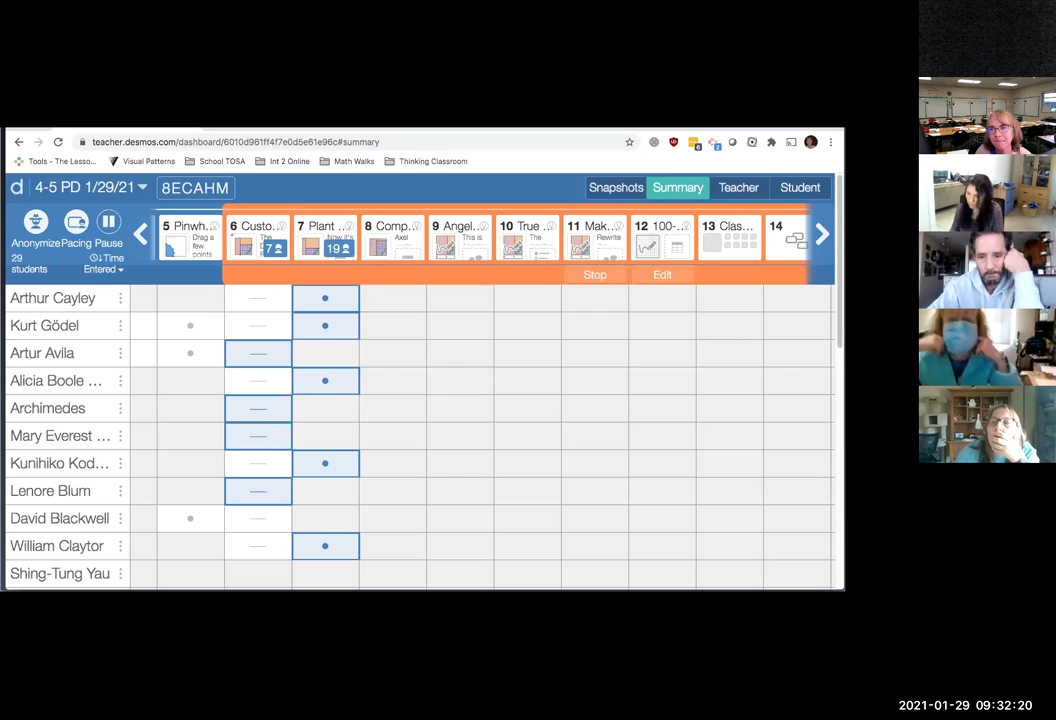 teacher.desmos.com/dashboard/6010d961ff4f7e0d5e61e96c#summary
Tools - The Lesso... Visual Patterns School TOSA Int 2 Online Math Walks Thinking Classroom
d 4-5 PD 1/29/21 8ECAHM Snapshots Summary Teacher Student
5 Pinwh... 6 Custo... 7 Plant ... 8 Comp... 9 Angel... 10 True ... 11 Mak... 12 100-... 13 Clas... 14
Drag a few points The 7 Now it's 19 Axel This is The Rewrite
Anonymize Pacing Pause
29 students Time Entered
Stop Edit
Arthur Cayley
Kurt Gödel
Artur Avila
Alicia Boole ...
Archimedes
Mary Everest ...
Kunihiko Kod...
Lenore Blum
David Blackwell
William Claytor
Shing-Tung Yau
2021-01-29 09:32:20